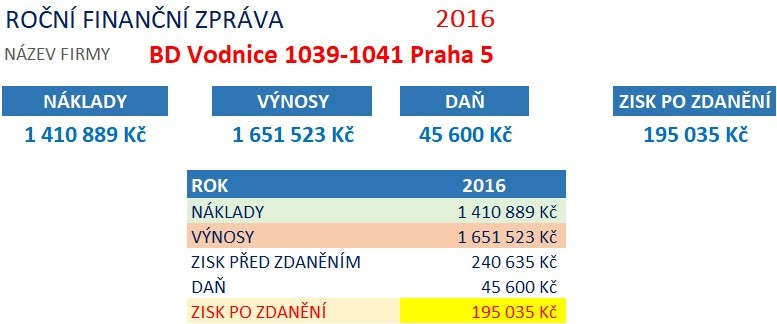 ROČNÍ FINANČNÍ ZPRÁVA 2016
NÁZEV FIRMY BD Vodnice 1039-1041 Praha 5
NÁKLADY VÝNOSY DAŇ ZISK PO ZDANĚNÍ
1 410 889 Kč 1 651 523 Kč 45 600 Kč 195 035 Kč
ROK 2016
NÁKLADY 1 410 889 Kč
VÝNOSY 1 651 523 Kč
ZISK PŘED ZDANĚNÍM 240 635 Kč
DAŇ 45 600 Kč
ZISK PO ZDANĚNÍ 195 035 Kč